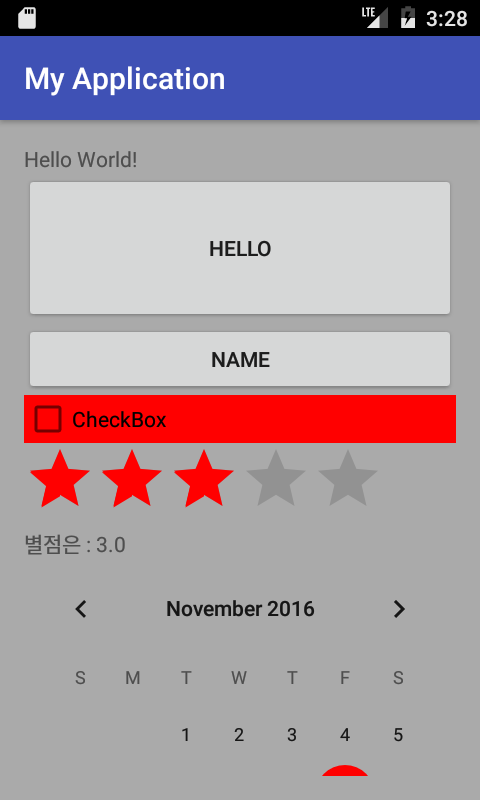 LTE 3:28
My Application
Hello World!
HELLO
NAME
CheckBox
별점은 : 3.0
November 2016
S M T W T F S
1 2 3 4 5